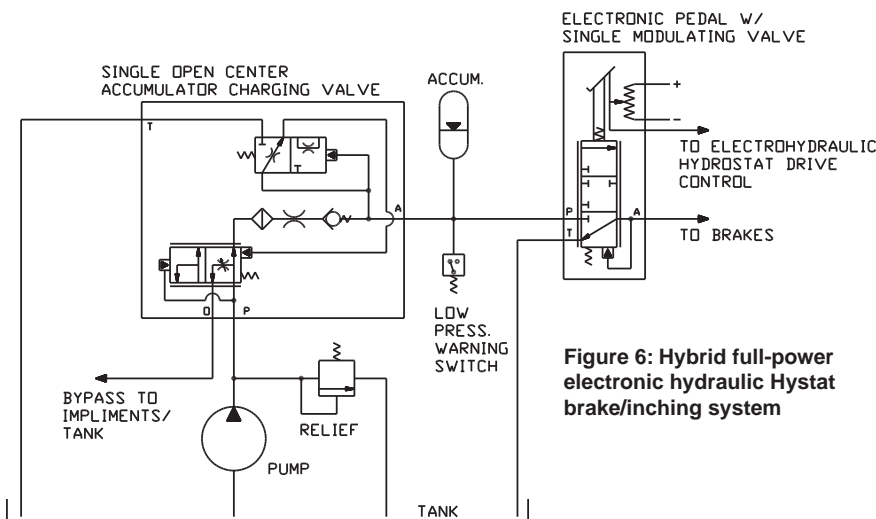 ELECTRONIC PEDAL W/
SINGLE MODULATING VALVE
SINGLE OPEN CENTER
ACCUMULATOR CHARGING VALVE
ACCUM.
T
+
-
TO ELECTROHYDRAULIC
HYDROSTAT DRIVE
CONTROL
A
P
A
T
TO BRAKES
O
P
LOW
PRESS.
WARNING
SWITCH
BYPASS TO
IMPLIMENTS/
TANK
RELIEF
PUMP
TANK
Figure 6: Hybrid full-power
electronic hydraulic Hystat
brake/inching system